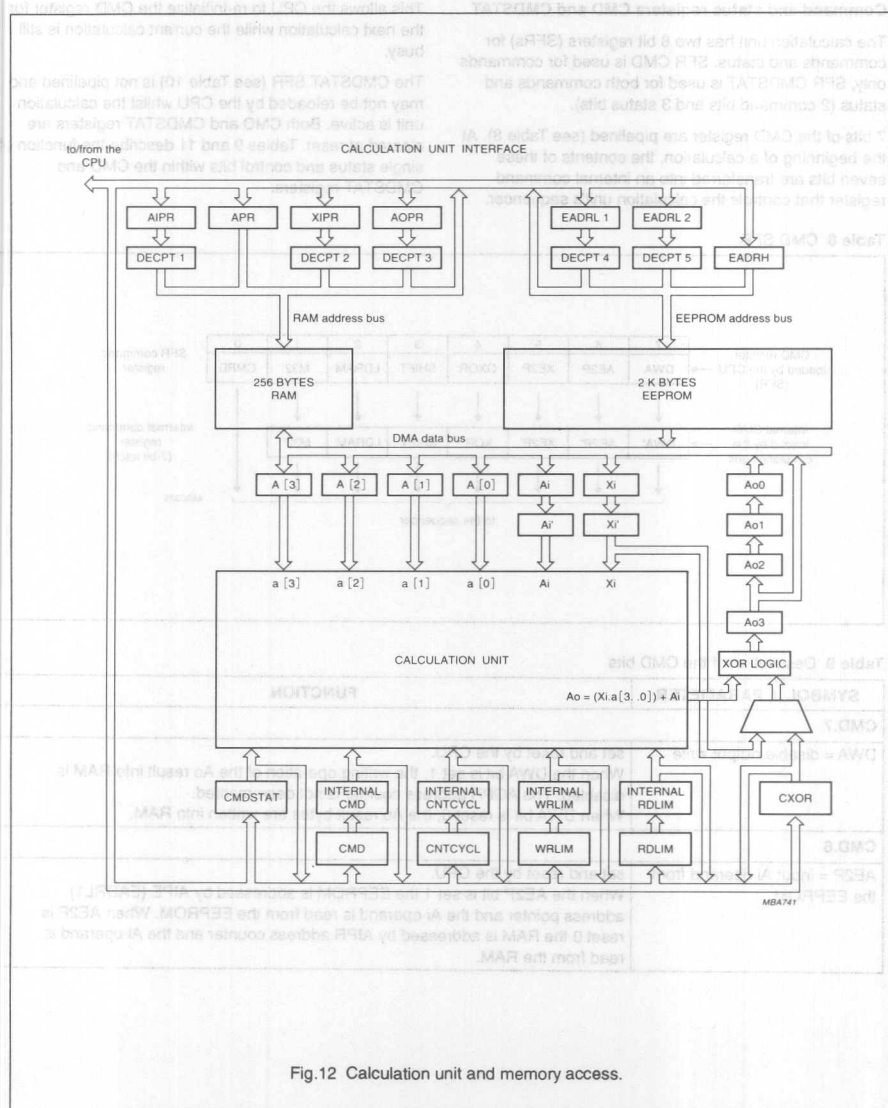 to/from the
CPU
CALCULATION UNIT INTERFACE
AIPR
APR
XIPR
AOPR
EADRL 1
EADRL 2
DECPT 1
DECPT 2
DECPT 3
DECPT 4
DECPT 5
EADRH
RAM address bus
EEPROM address bus
256 BYTES
RAM
2 K BYTES
EEPROM
DMA data bus
A [3]
A [2]
A [1]
A [0]
Ai
Xi
Ao0
Ai'
Xi'
Ao1
Ao2
a [3]
a [2]
a [1]
a [0]
Ai
Xi
Ao3
CALCULATION UNIT
XOR LOGIC
Ao = (Xi.a[3. .0]) + Ai
CMDSTAT
INTERNAL
CMD
INTERNAL
CNTCYCL
INTERNAL
WRLIM
INTERNAL
RDLIM
CXOR
CMD
CNTCYCL
WRLIM
RDLIM
MBA741
Fig.12 Calculation unit and memory access.